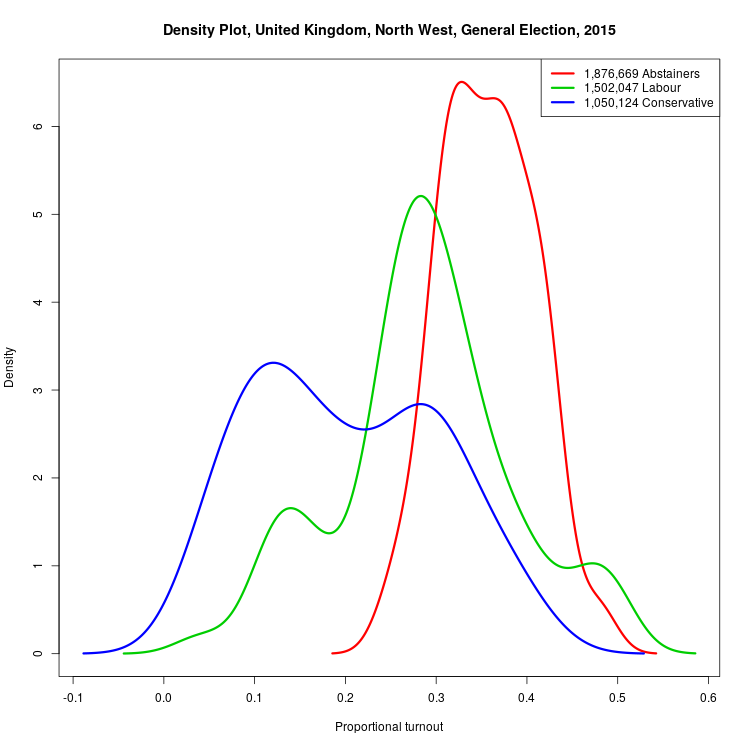 Density Plot, United Kingdom, North West, General Election, 2015
1,876,669 Abstainers
1,502,047 Labour
1,050,124 Conservative
Density
6
5
4
3
2
1
0
-0.1 0.0 0.1 0.2 0.3 0.4 0.5 0.6
Proportional turnout